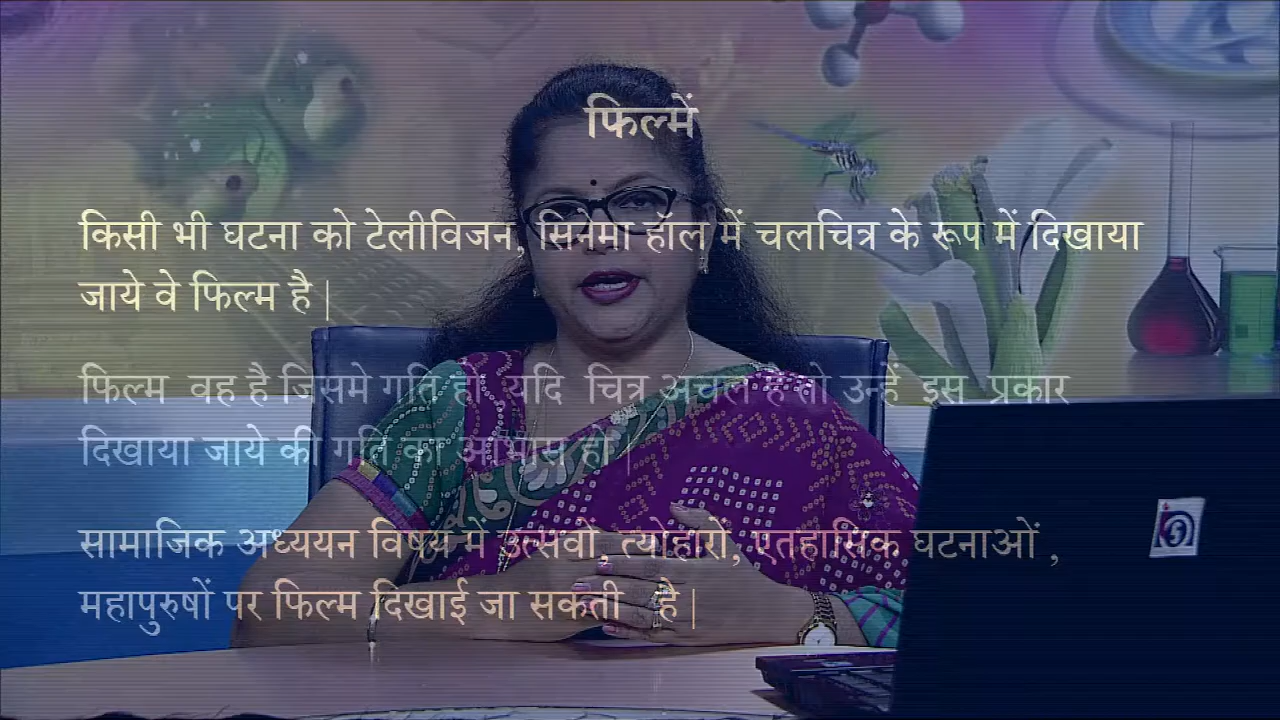 फिल्में
किसी भी घटना को टेलीविजन, सिनेमा हॉल में चलचित्र के रूप में दिखाया
जाये वे फिल्म है |
फिल्म वह है जिसमे गति हो, यदि चित्र अचल है तो उन्हें इस प्रकार
दिखाया जाये की गति का आभास हो |
सामाजिक अध्ययन विषय में उत्सवों, त्योहारों, एतहासिक घटनाओं ,
महापुरुषों पर फिल्म दिखाई जा सकती है |